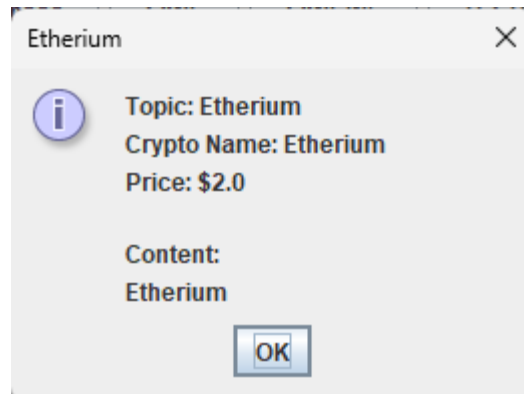 Etherium
Topic: Etherium
Crypto Name: Etherium
Price: $2.0
Content:
Etherium
OK